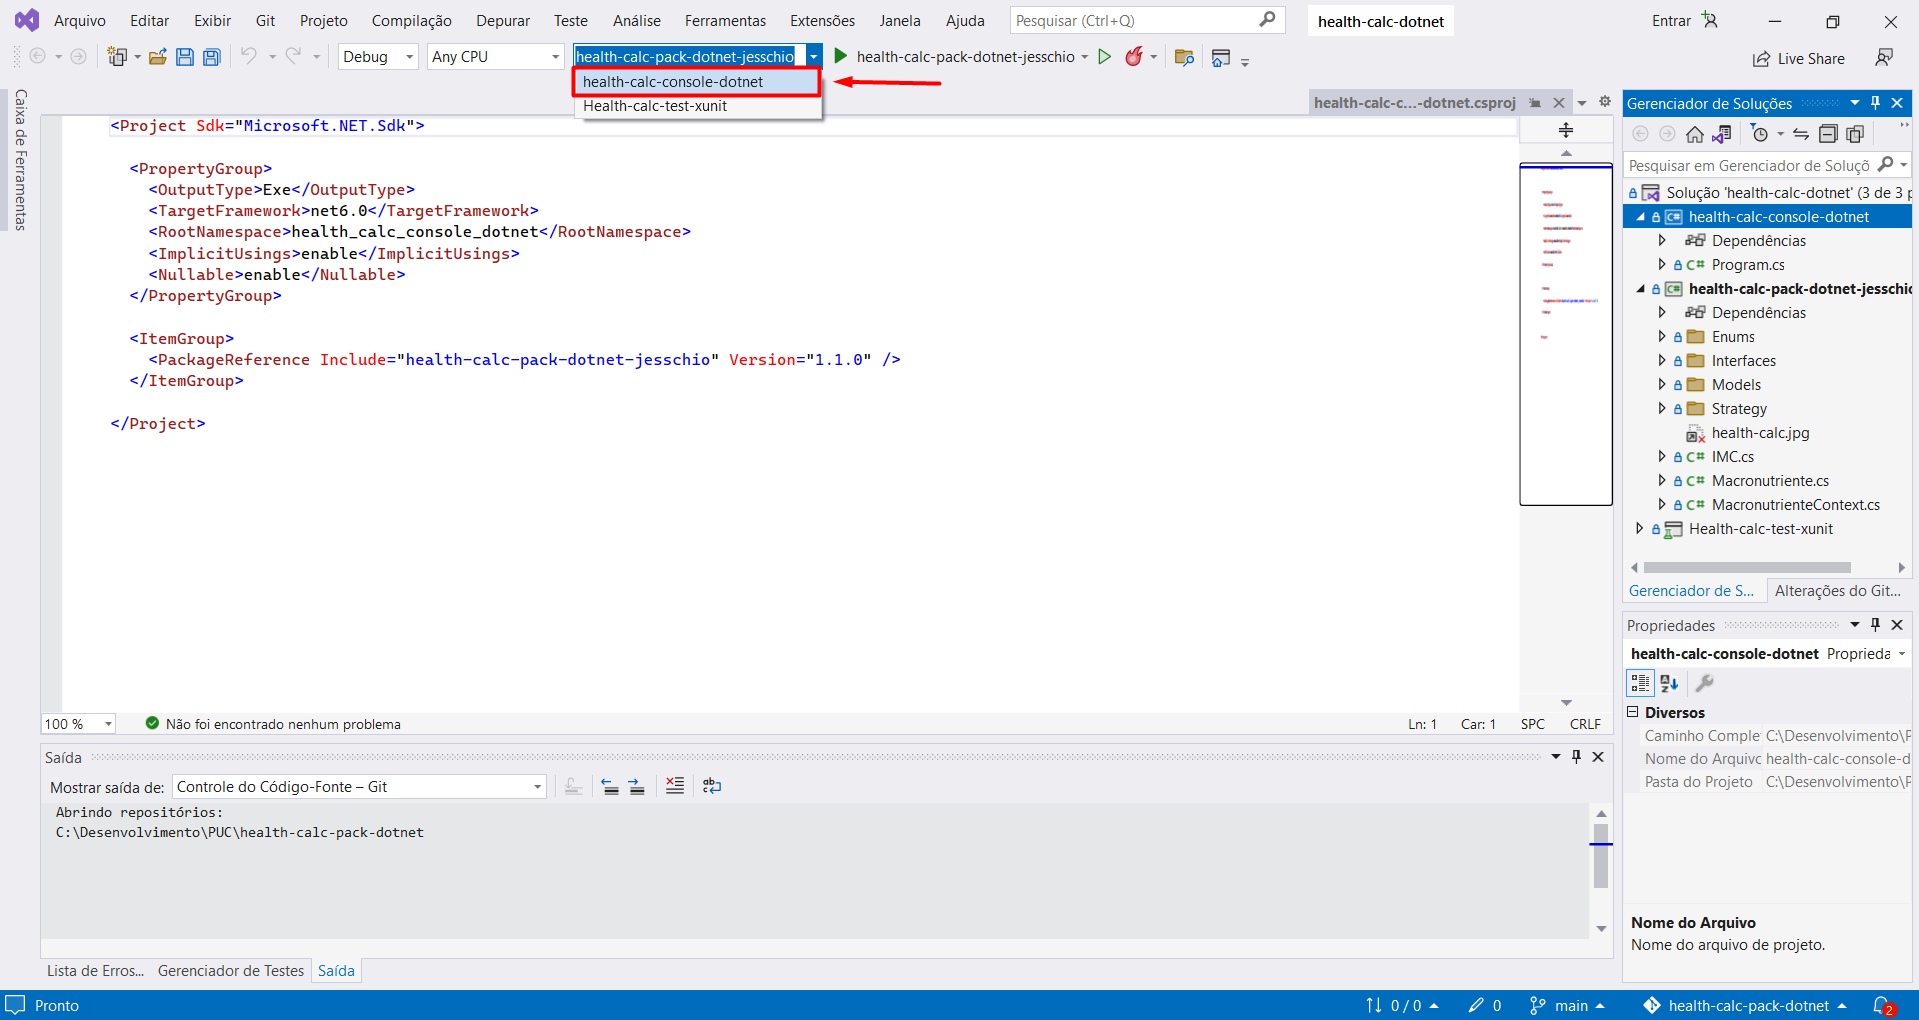 Arquivo Editar Exibir Git Projeto Compilação Depurar Teste Análise Ferramentas Extensões Janela Ajuda Pesquisar (Ctrl+Q) health-calc-dotnet Entrar
Debug Any CPU health-calc-pack-dotnet-jesschio health-calc-pack-dotnet-jesschio Live Share
health-calc-console-dotnet
Health-calc-test-xunit
Caixa de Ferramentas
health-calc-c...-dotnet.csproj
<Project Sdk="Microsoft.NET.Sdk">
<PropertyGroup>
<OutputType>Exe</OutputType>
<TargetFramework>net6.0</TargetFramework>
<RootNamespace>health_calc_console_dotnet</RootNamespace>
<ImplicitUsings>enable</ImplicitUsings>
<Nullable>enable</Nullable>
</PropertyGroup>
<ItemGroup>
<PackageReference Include="health-calc-pack-dotnet-jesschio" Version="1.1.0" />
</ItemGroup>
</Project>
100 % Não foi encontrado nenhum problema Ln: 1 Car: 1 SPC CRLF
Saída
Mostrar saída de: Controle do Código-Fonte – Git
Abrindo repositórios:
C:\Desenvolvimento\PUC\health-calc-pack-dotnet
Lista de Erros... Gerenciador de Testes Saída
Gerenciador de Soluções
Pesquisar em Gerenciador de Soluçõ
Solução 'health-calc-dotnet' (3 de 3 p
health-calc-console-dotnet
Dependências
C# Program.cs
health-calc-pack-dotnet-jesschio
Dependências
Enums
Interfaces
Models
Strategy
health-calc.jpg
C# IMC.cs
C# Macronutriente.cs
C# MacronutrienteContext.cs
Health-calc-test-xunit
Gerenciador de S... Alterações do Git...
Propriedades
health-calc-console-dotnet Proprieda
Diversos
Caminho Comple C:\Desenvolvimento\P
Nome do Arquivo health-calc-console-d
Pasta do Projeto C:\Desenvolvimento\P
Nome do Arquivo
Nome do arquivo de projeto.
Pronto 0 / 0 0 main health-calc-pack-dotnet 2